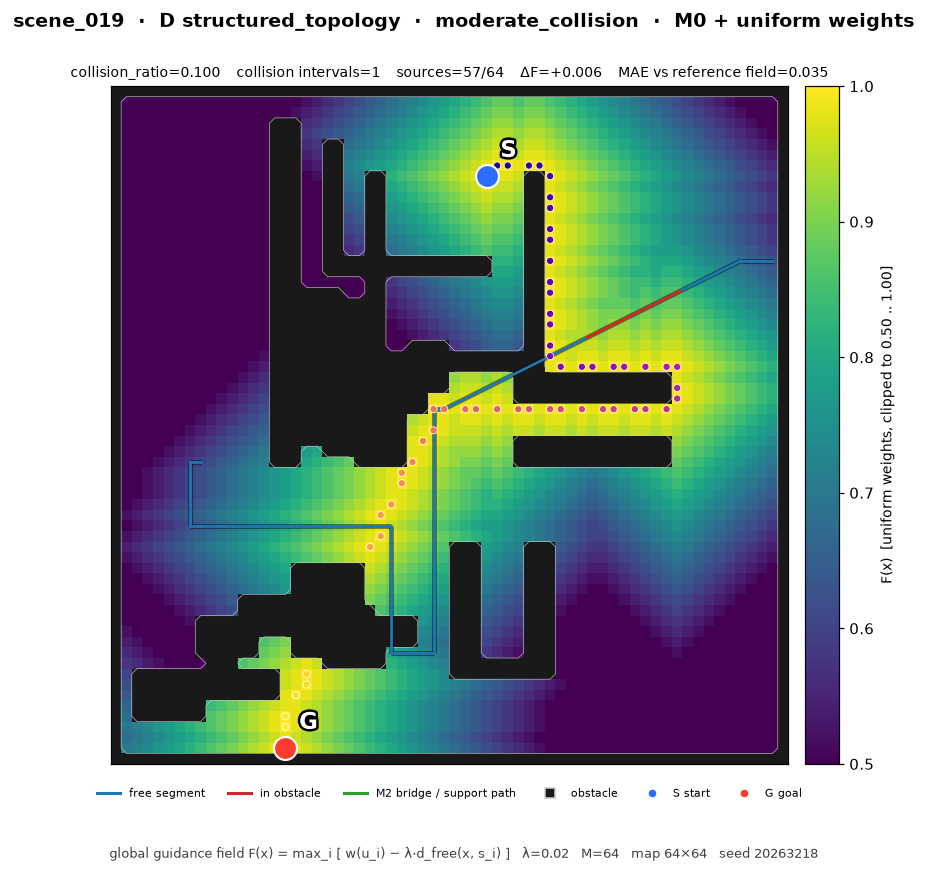 scene_019 · D structured_topology · moderate_collision · M0 + uniform weights
collision_ratio=0.100 collision intervals=1 sources=57/64 ΔF=+0.006 MAE vs reference field=0.035
S
G
1.0
0.9
0.8
0.7
0.6
0.5
F(x) [uniform weights, clipped to 0.50 .. 1.00]
free segment
in obstacle
M2 bridge / support path
obstacle
S start
G goal
global guidance field F(x) = max_i [ w(u_i) − λ·d_free(x, s_i) ] λ=0.02 M=64 map 64×64 seed 20263218